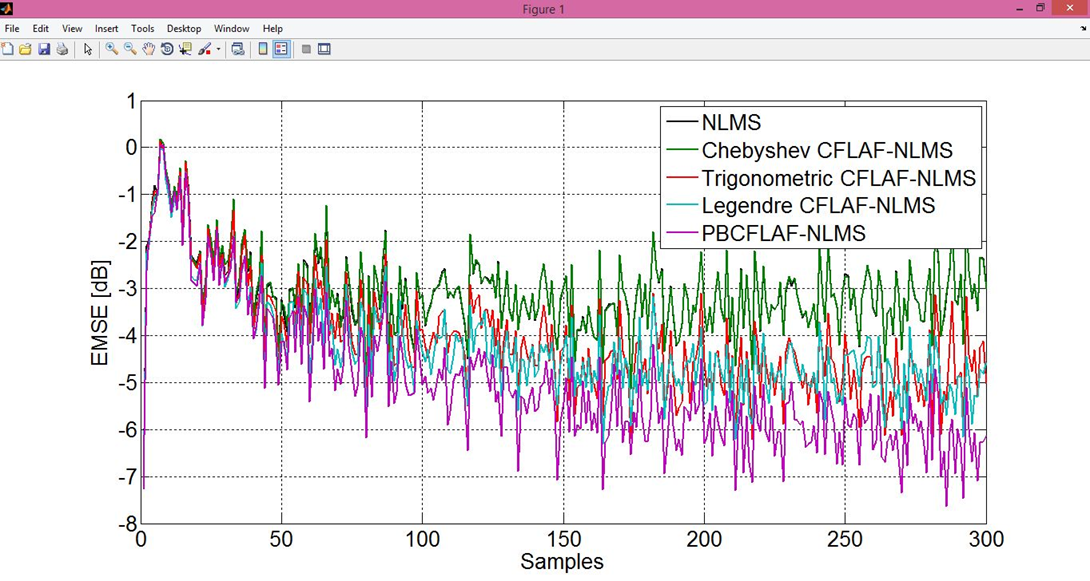 Figure 1
File Edit View Insert Tools Desktop Window Help
1
0
-1
-2
-3
-4
-5
-6
-7
-8
EMSE [dB]
NLMS
Chebyshev CFLAF-NLMS
Trigonometric CFLAF-NLMS
Legendre CFLAF-NLMS
PBCFLAF-NLMS
0 50 100 150 200 250 300
Samples